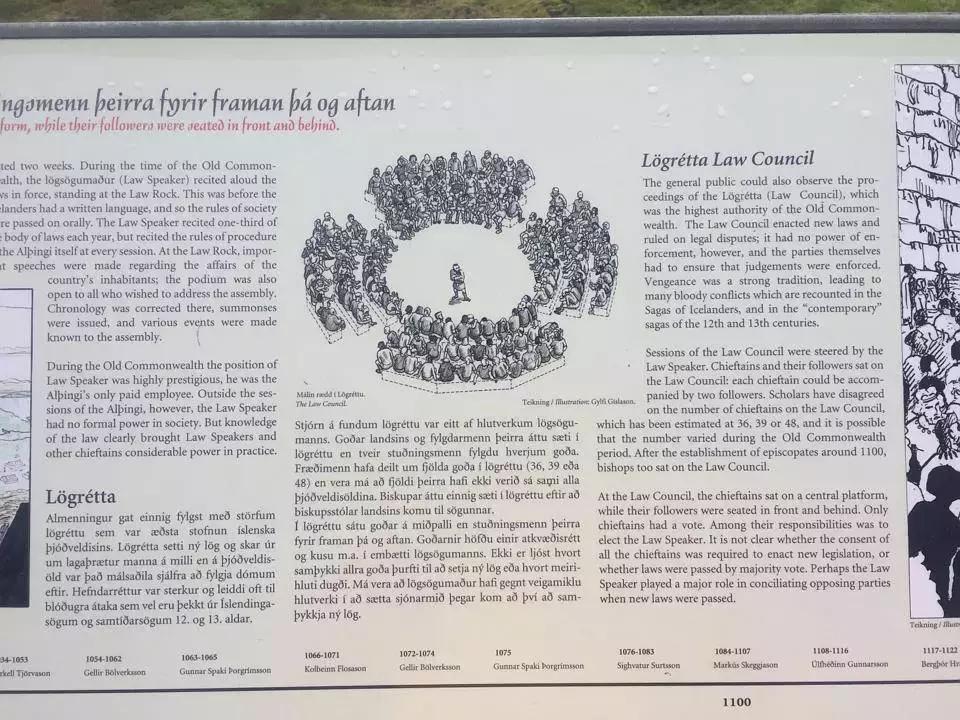 ngsmenn þeirra fyrir framan þá og aftan
form, while their followers were seated in front and behind.
ted two weeks. During the time of the Old Common-
alth, the lögsögumaður (Law Speaker) recited aloud the
ws in force, standing at the Law Rock. This was before the
elanders had a written language, and so the rules of society
re passed on orally. The Law Speaker recited one-third of
e body of laws each year, but recited the rules of procedure
the Alþingi itself at every session. At the Law Rock, impor-
t speeches were made regarding the affairs of the
country's inhabitants; the podium was also
open to all who wished to address the assembly.
Chronology was corrected there, summonses
were issued, and various events were made
known to the assembly.
During the Old Commonwealth the position of
Law Speaker was highly prestigious, he was the
Alþingi's only paid employee. Outside the ses-
sions of the Alþingi, however, the Law Speaker
had no formal power in society. But knowledge
of the law clearly brought Law Speakers and
other chieftains considerable power in practice.
Lögrétta
Almenningur gat einnig fylgst með störfum
lögréttu sem var æðsta stofnun íslenska
þjóðveldisins. Lögrétta setti ný lög og skar úr
um lagaþrætur manna á milli en á þjóðveldis-
öld var það málsaðila sjálfra að fylgja dómum
eftir. Hefndarréttur var sterkur og leiddi oft til
blóðugra átaka sem vel eru þekkt úr Íslendinga-
sögum og samtíðarsögum 12. og 13. aldar.
Málin rædd í Lögréttu.
The Law Council.
Teikning / Illustration: Gylfi Gíslason.
Stjórn á fundum lögréttu var eitt af hlutverkum lögsögu-
manns. Goðar landsins og fylgdarmenn þeirra áttu sæti í
lögréttu en tveir stuðningsmenn fylgdu hverjum goða.
Fræðimenn hafa deilt um fjölda goða í lögréttu (36, 39 eða
48) en vera má að fjöldi þeirra hafi ekki verið sá sami alla
þjóðveldisöldina. Biskupar áttu einnig sæti í lögréttu eftir að
biskupsstólar landsins komu til sögunnar.
Í lögréttu sátu goðar á miðpalli en stuðningsmenn þeirra
fyrir framan þá og aftan. Goðarnir höfðu einir atkvæðisrétt
og kusu m.a. í embætti lögsögumanns. Ekki er ljóst hvort
samþykki allra goða þurfti til að setja ný lög eða hvort meiri-
hluti dugði. Má vera að lögsögumaður hafi gegnt veigamiklu
hlutverki í að sætta sjónarmið þegar kom að því að sam-
þykkja ný lög.
Lögrétta Law Council
The general public could also observe the pro-
ceedings of the Lögrétta (Law Council), which
was the highest authority of the Old Common-
wealth. The Law Council enacted new laws and
ruled on legal disputes; it had no power of en-
forcement, however, and the parties themselves
had to ensure that judgements were enforced.
Vengeance was a strong tradition, leading to
many bloody conflicts which are recounted in the
Sagas of Icelanders, and in the “contemporary”
sagas of the 12th and 13th centuries.
Sessions of the Law Council were steered by the
Law Speaker. Chieftains and their followers sat on
the Law Council: each chieftain could be accom-
panied by two followers. Scholars have disagreed
on the number of chieftains on the Law Council,
which has been estimated at 36, 39 or 48, and it is possible
that the number varied during the Old Commonwealth
period. After the establishment of episcopates around 1100,
bishops too sat on the Law Council.
At the Law Council, the chieftains sat on a central platform,
while their followers were seated in front and behind. Only
chieftains had a vote. Among their responsibilities was to
elect the Law Speaker. It is not clear whether the consent of
all the chieftains was required to enact new legislation, or
whether laws were passed by majority vote. Perhaps the Law
Speaker played a major role in conciliating opposing parties
when new laws were passed.
Teikning / Illustr
34-1053
rkell Tjörvason
1054-1062
Gellir Bölverksson
1063-1065
Gunnar Spaki Þorgrímsson
1066-1071
Kolbeinn Flosason
1072-1074
Gellir Bölverksson
1075
Gunnar Spaki Þorgrímsson
1076-1083
Sighvatur Surtsson
1084-1107
Markús Skeggjason
1108-1116
Úlfhéðinn Gunnarsson
1117-1122
Bergþór Hr
1100